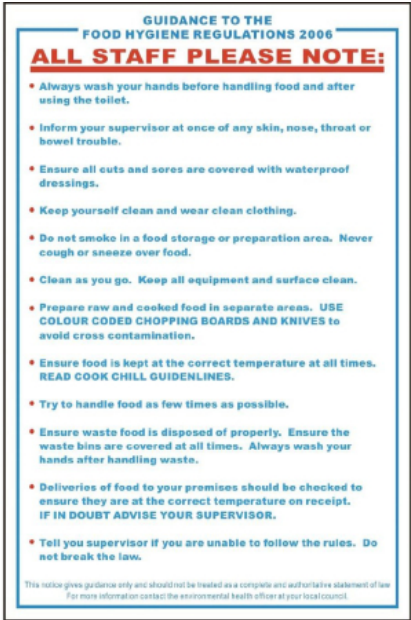 GUIDANCE TO THE
FOOD HYGIENE REGULATIONS 2006
ALL STAFF PLEASE NOTE:
• Always wash your hands before handling food and after
using the toilet.
• Inform your supervisor at once of any skin, nose, throat or
bowel trouble.
• Ensure all cuts and sores are covered with waterproof
dressings.
• Keep yourself clean and wear clean clothing.
• Do not smoke in a food storage or preparation area. Never
cough or sneeze over food.
• Clean as you go. Keep all equipment and surface clean.
• Prepare raw and cooked food in separate areas. USE
COLOUR CODED CHOPPING BOARDS AND KNIVES to
avoid cross contamination.
• Ensure food is kept at the correct temperature at all times.
READ COOK CHILL GUIDENLINES.
• Try to handle food as few times as possible.
• Ensure waste food is disposed of properly. Ensure the
waste bins are covered at all times. Always wash your
hands after handling waste.
• Deliveries of food to your premises should be checked to
ensure they are at the correct temperature on receipt.
IF IN DOUBT ADVISE YOUR SUPERVISOR.
• Tell you supervisor if you are unable to follow the rules. Do
not break the law.
This notice gives guidance only and should not be treated as a complete and authoritative statement of law
For more information contact the environmental health officer at your local council.